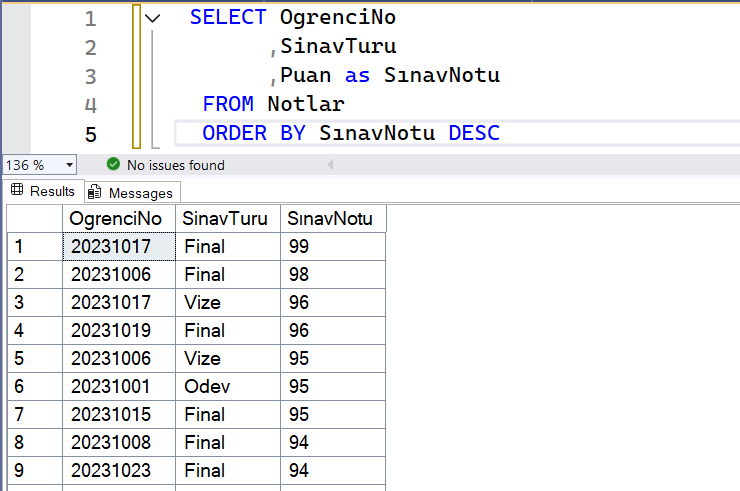 1 SELECT OgrenciNo
2 ,SinavTuru
3 ,Puan as SınavNotu
4 FROM Notlar
5 ORDER BY SınavNotu DESC
136 % No issues found
Results Messages
OgrenciNo SinavTuru SınavNotu
1 20231017 Final 99
2 20231006 Final 98
3 20231017 Vize 96
4 20231019 Final 96
5 20231006 Vize 95
6 20231001 Odev 95
7 20231015 Final 95
8 20231008 Final 94
9 20231023 Final 94